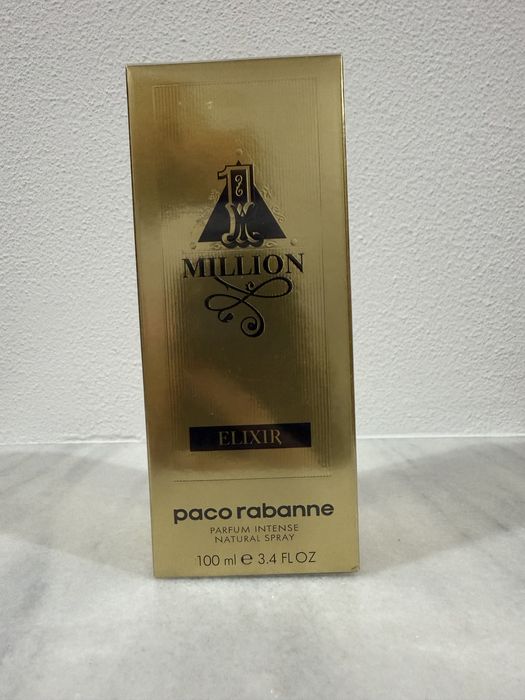 1
MILLION
ELIXIR
paco rabanne
PARFUM INTENSE
NATURAL SPRAY
100 ml ℮ 3.4 FL OZ